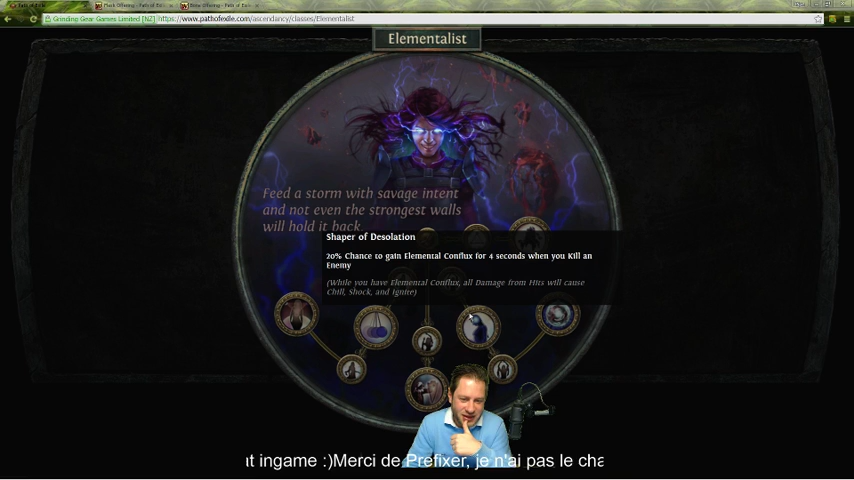 Grinding Gear Games Limited [NZ] https://www.pathofexile.com/ascendancy/classes/Elementalist
Elementalist
Feed a storm with savage intent
and not even the strongest walls
will hold it back
Shaper of Desolation
20% Chance to gain Elemental Conflux for 4 seconds when you Kill an
Enemy
(While you have Elemental Conflux, all Damage from Hits will cause
Chill, Shock, and Ignite)
ingame :)Merci de Prefixer, je n'ai pas le